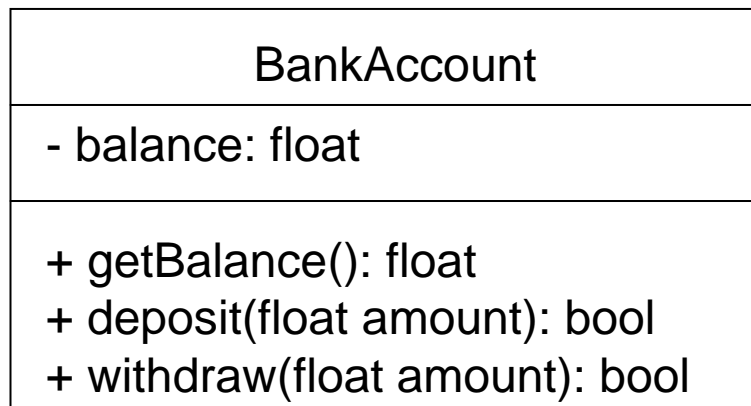 BankAccount
- balance: float
+ getBalance(): float
+ deposit(float amount): bool
+ withdraw(float amount): bool